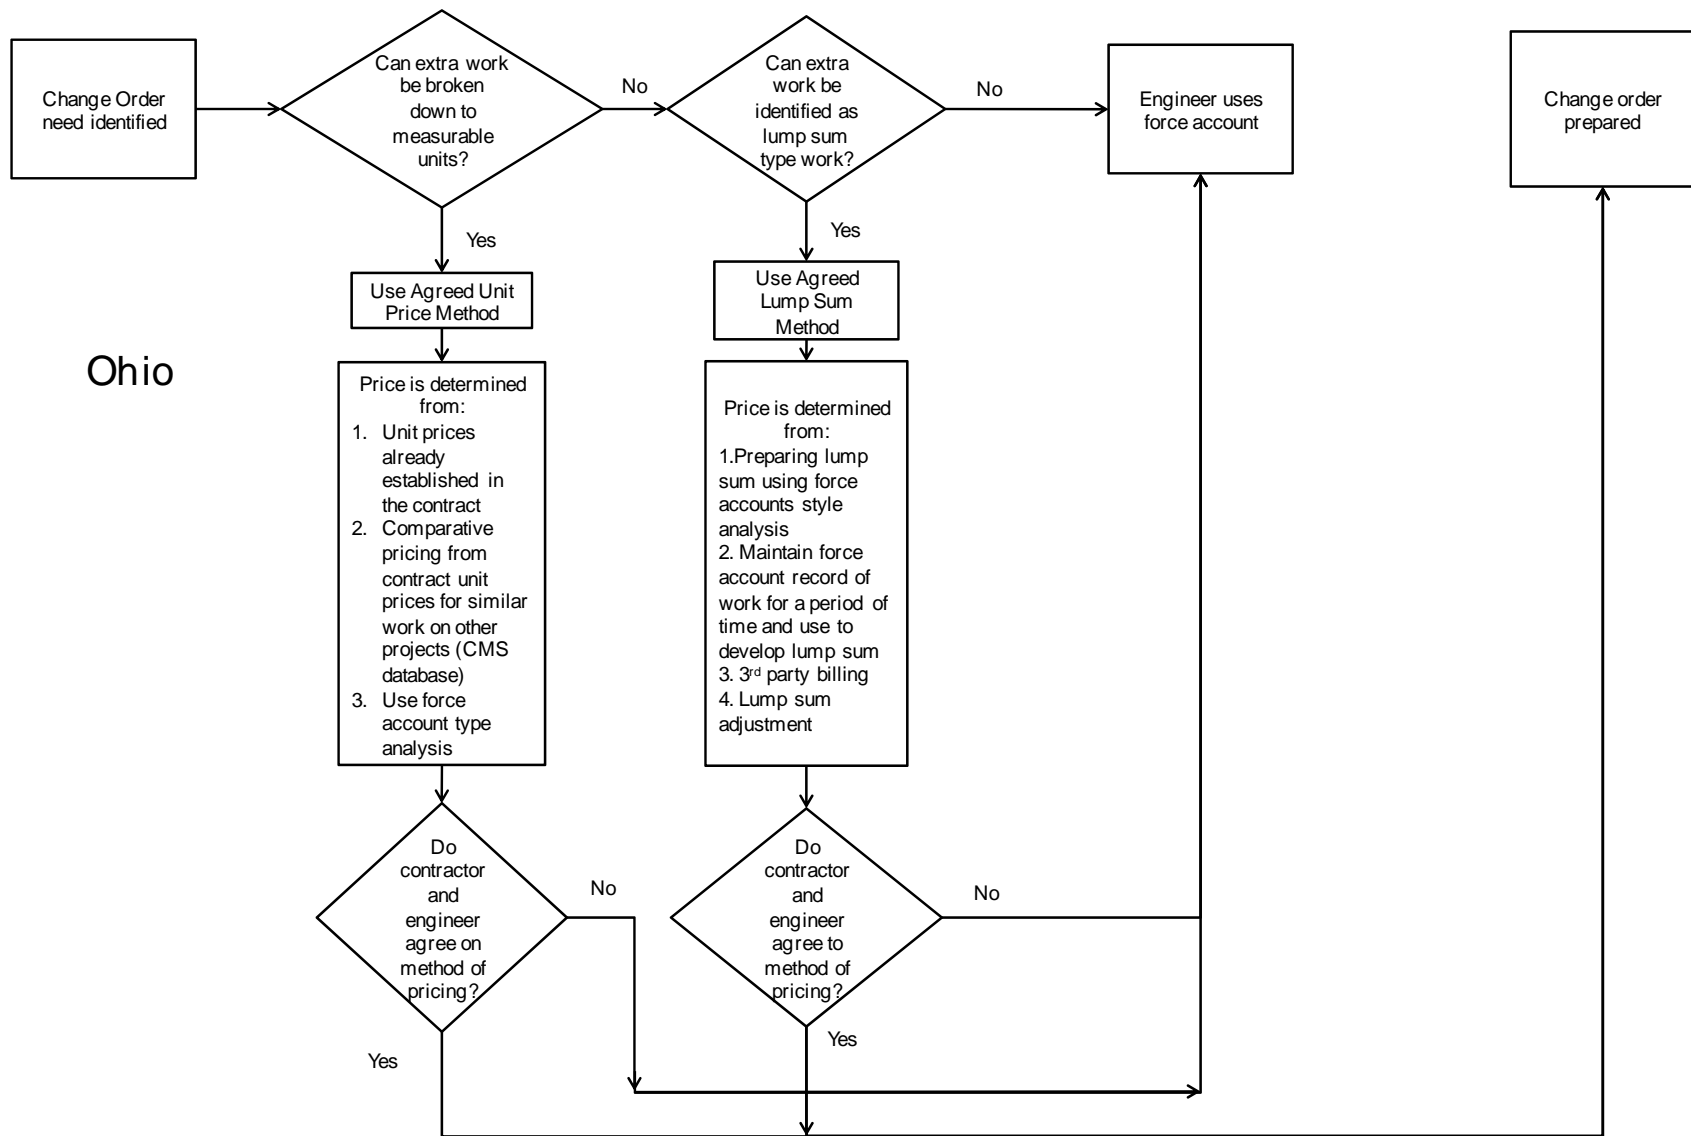 Change Order
need identified
Can extra work
be broken
down to
measurable
units?
No
Can extra
work be
identified as
lump sum
type work?
No
Engineer uses
force account
Change order
prepared
Yes
Yes
Use Agreed Unit
Price Method
Use Agreed
Lump Sum
Method
Ohio
Price is determined
from:
1. Unit prices
already
established in
the contract
2. Comparative
pricing from
contract unit
prices for similar
work on other
projects (CMS
database)
3. Use force
account type
analysis
Price is determined
from:
1.Preparing lump
sum using force
accounts style
analysis
2. Maintain force
account record of
work for a period of
time and use to
develop lump sum
3. 3rd party billing
4. Lump sum
adjustment
Do
contractor
and
engineer
agree on
method of
pricing?
No
Do
contractor
and
engineer
agree to
method of
pricing?
No
Yes
Yes